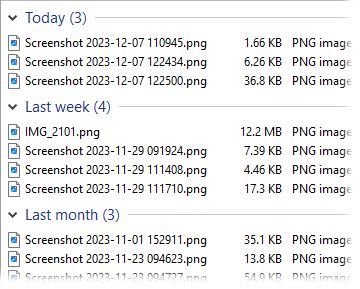 Today (3)
Screenshot 2023-12-07 110945.png 1.66 KB PNG image
Screenshot 2023-12-07 122434.png 6.26 KB PNG image
Screenshot 2023-12-07 122500.png 36.8 KB PNG image
Last week (4)
IMG_2101.png 12.2 MB PNG image
Screenshot 2023-11-29 091924.png 7.39 KB PNG image
Screenshot 2023-11-29 111408.png 4.46 KB PNG image
Screenshot 2023-11-29 111710.png 17.3 KB PNG image
Last month (3)
Screenshot 2023-11-01 152911.png 35.1 KB PNG image
Screenshot 2023-11-23 094623.png 13.8 KB PNG image
Screenshot 2023-11-23 094727.png 54.9 KB PNG image